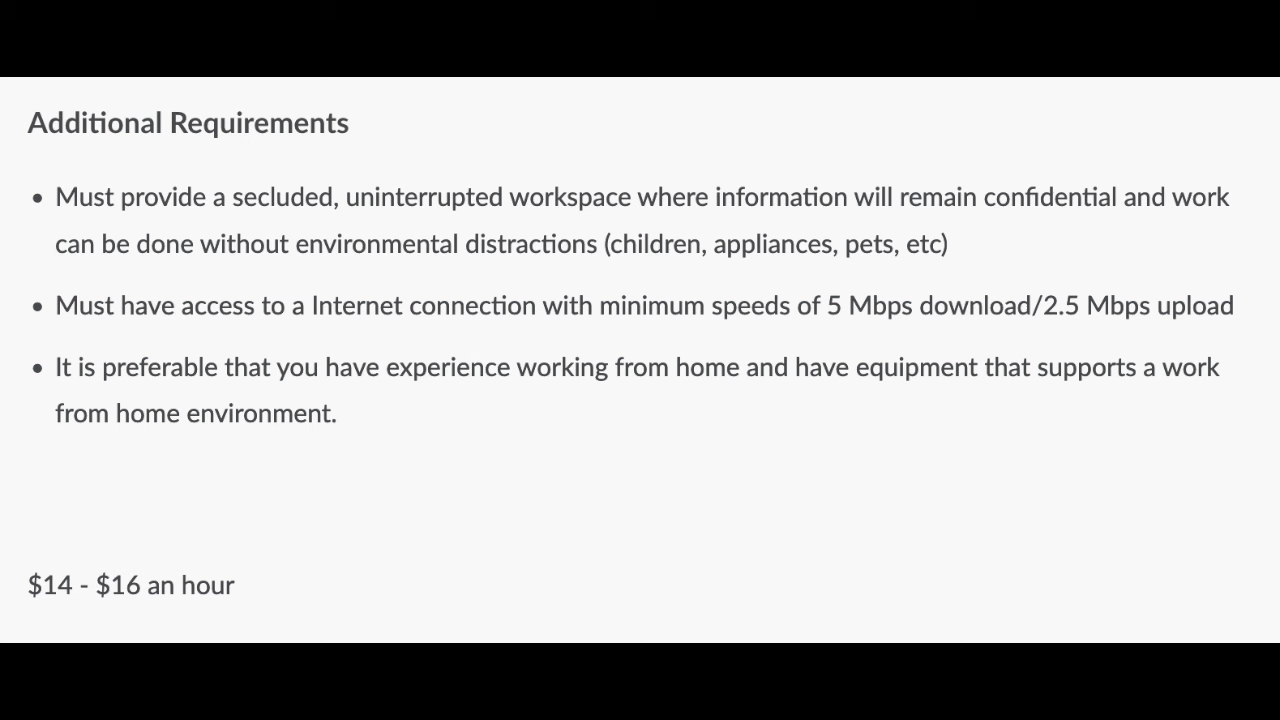 Additional Requirements
• Must provide a secluded, uninterrupted workspace where information will remain confidential and work
can be done without environmental distractions (children, appliances, pets, etc)
• Must have access to a Internet connection with minimum speeds of 5 Mbps download/2.5 Mbps upload
• It is preferable that you have experience working from home and have equipment that supports a work
from home environment.
$14 - $16 an hour